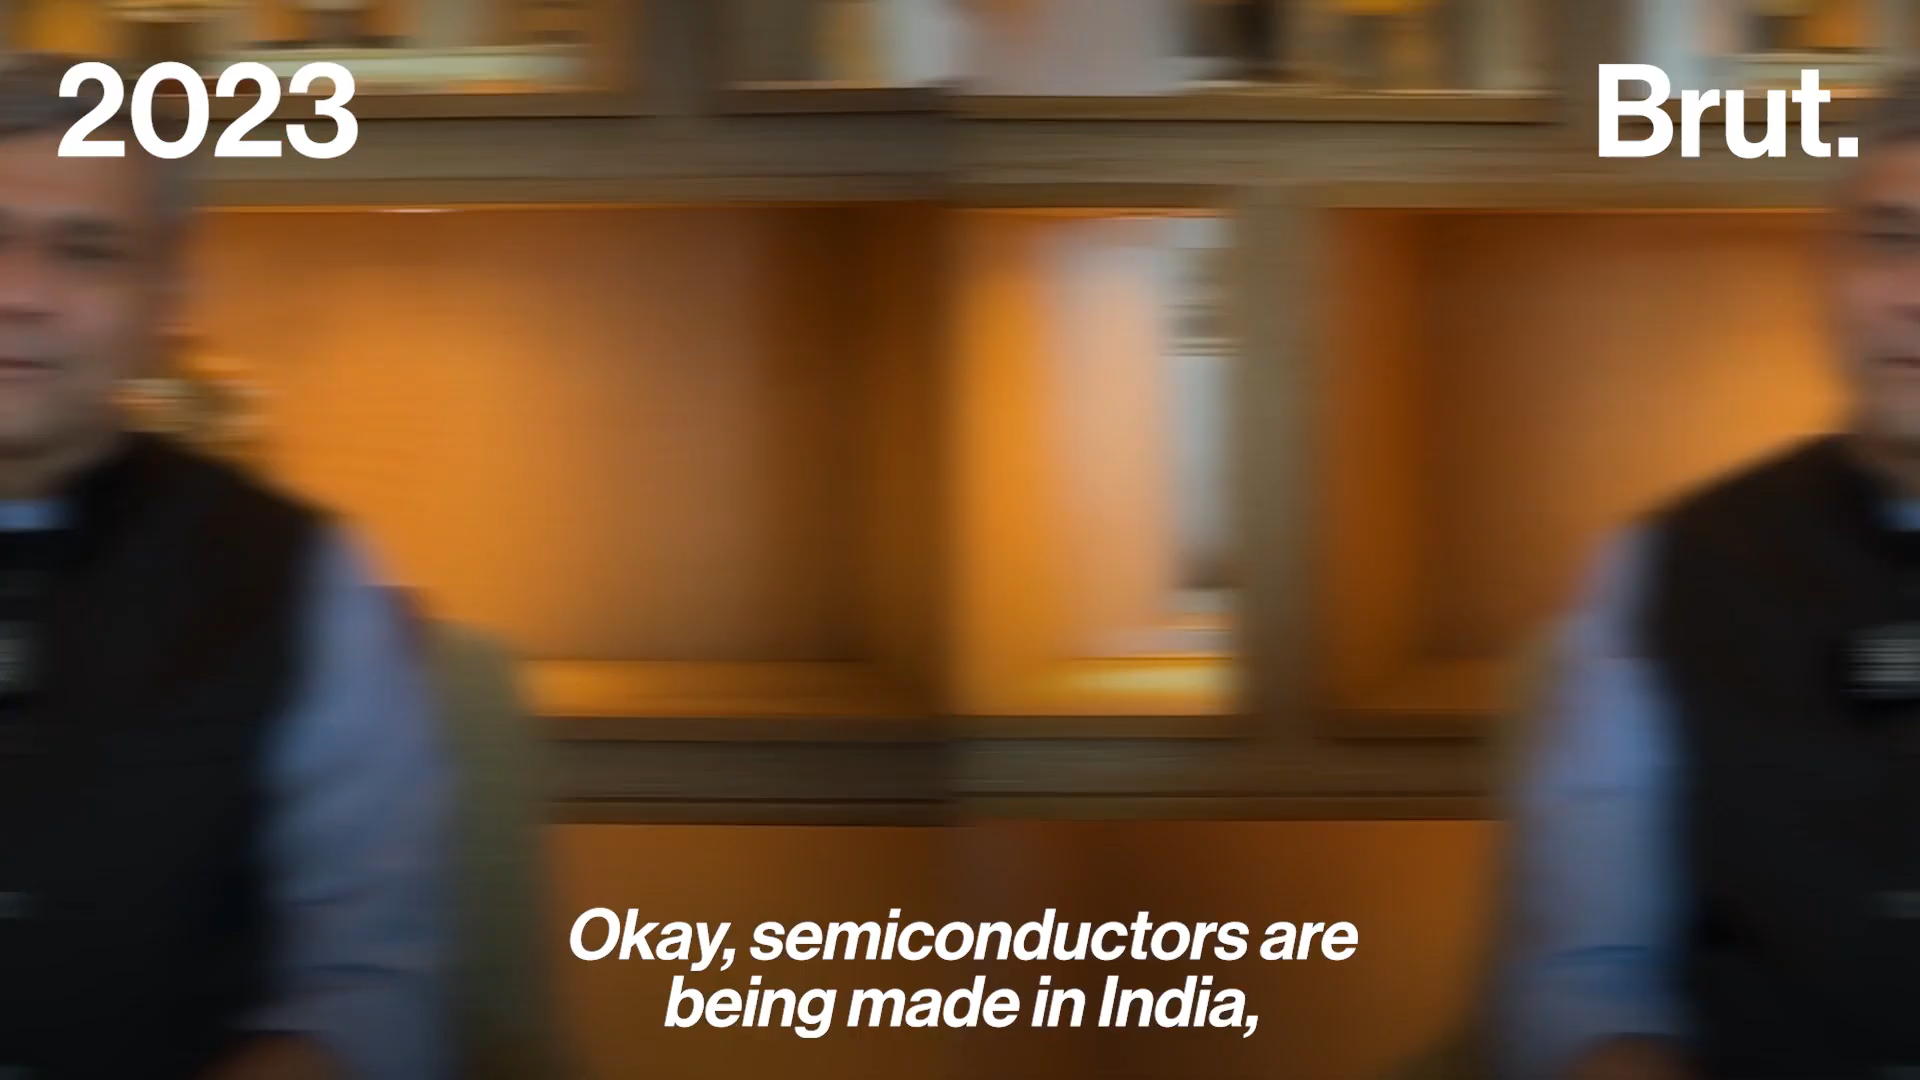 2023
Brut.
Okay, semiconductors are
being made in India,